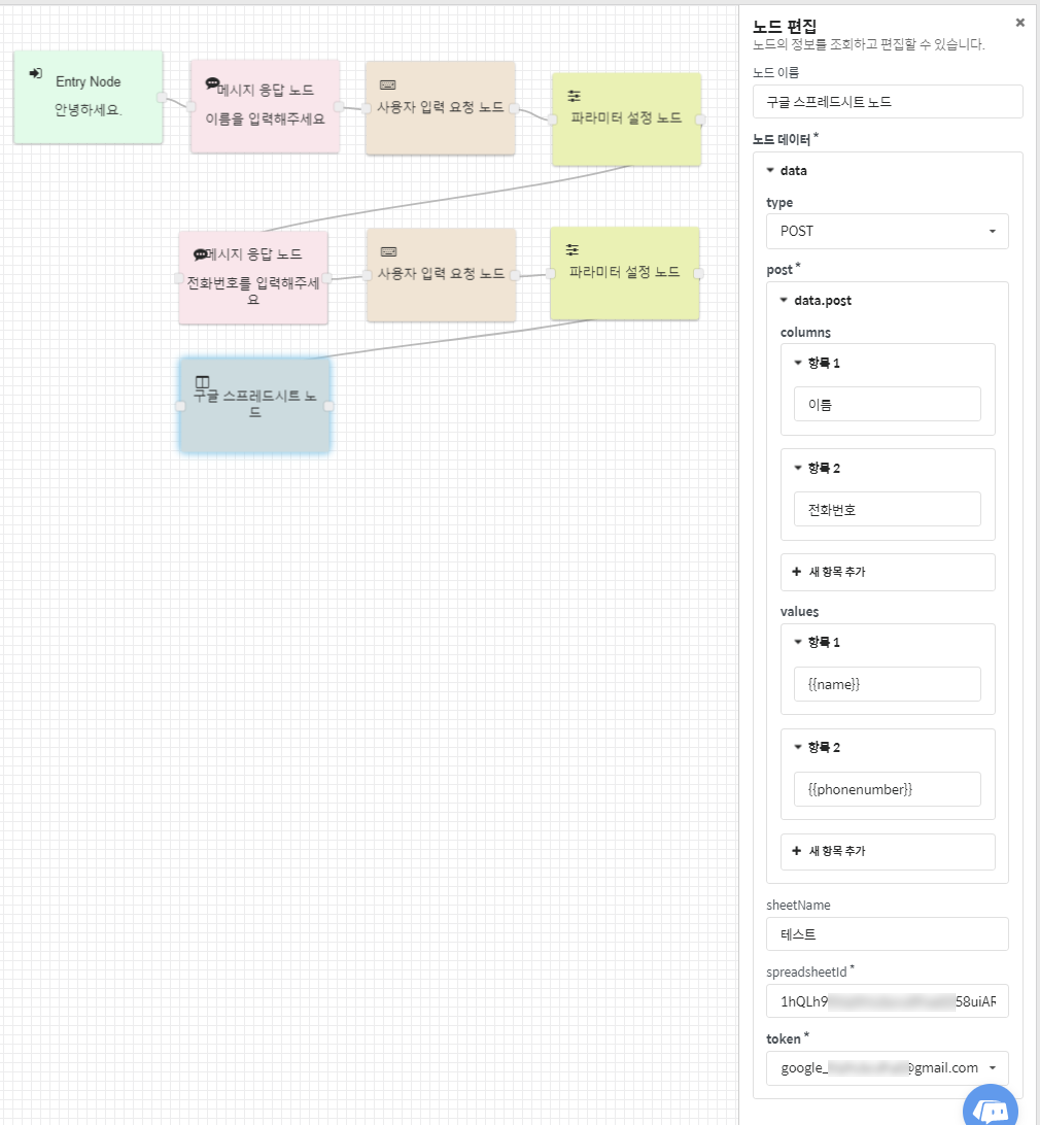 Entry Node
안녕하세요.
메시지 응답 노드
이름을 입력해주세요
사용자 입력 요청 노드
파라미터 설정 노드
메시지 응답 노드
전화번호를 입력해주세
요
사용자 입력 요청 노드
파라미터 설정 노드
구글 스프레드시트 노
드
노드 편집
노드의 정보를 조회하고 편집할 수 있습니다.
노드 이름
구글 스프레드시트 노드
노드 데이터*
data
type
POST
post*
data.post
columns
항목 1
이름
항목 2
전화번호
+ 새 항목 추가
values
항목 1
{{name}}
항목 2
{{phonenumber}}
+ 새 항목 추가
sheetName
테스트
spreadsheetId*
1hQLh9 58uiAF
token*
google_ @gmail.com